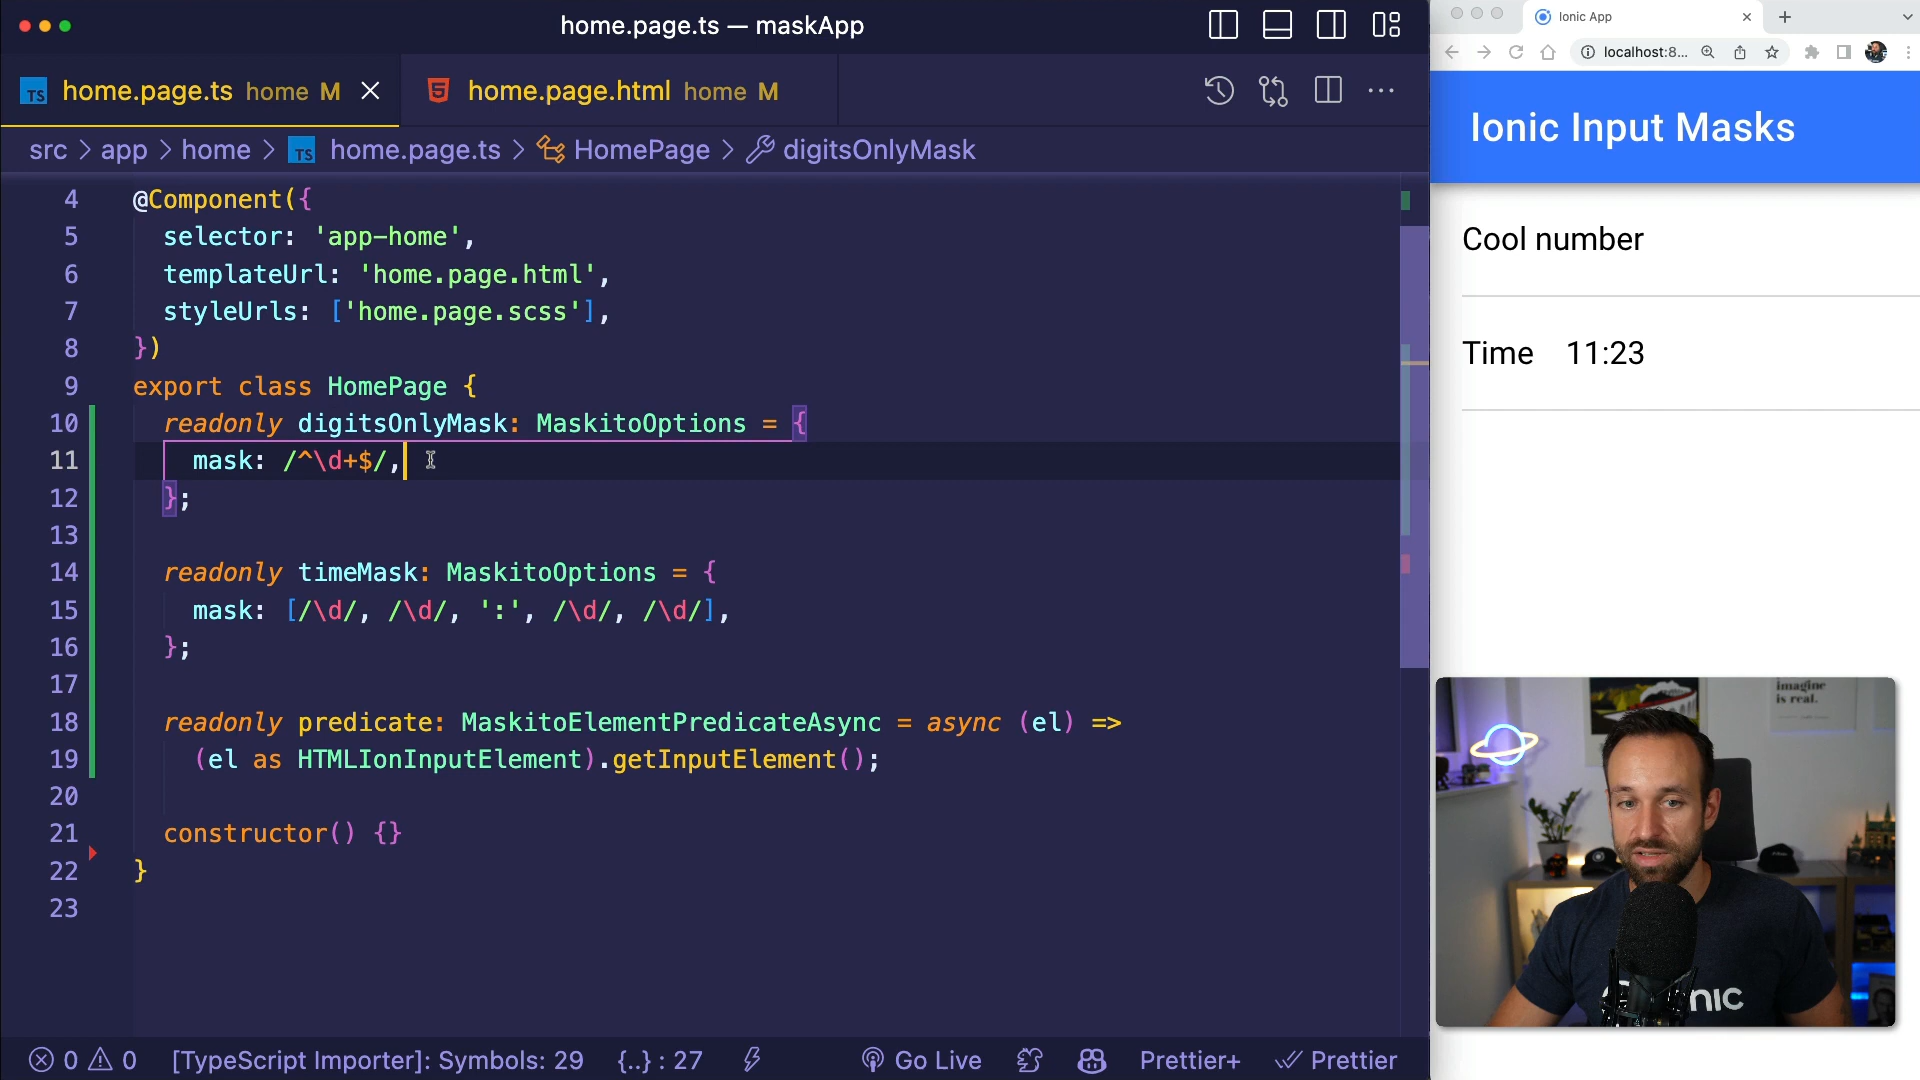 home.page.ts — maskApp
TS home.page.ts home M
5 home.page.html home M
src > app > home > TS home.page.ts > HomePage > digitsOnlyMask
4 @Component({
5 selector: 'app-home',
6 templateUrl: 'home.page.html',
7 styleUrls: ['home.page.scss'],
8 })
9 export class HomePage {
10 readonly digitsOnlyMask: MaskitoOptions = {
11 mask: /^\d+$/,
12 };
13
14 readonly timeMask: MaskitoOptions = {
15 mask: [/\d/, /\d/, ':', /\d/, /\d/],
16 };
17
18 readonly predicate: MaskitoElementPredicateAsync = async (el) =>
19 (el as HTMLIonInputElement).getInputElement();
20
21 constructor() {}
22 }
23
0 0 [TypeScript Importer]: Symbols: 29 {..} : 27 Go Live Prettier+ Prettier
Ionic App
localhost:8...
Ionic Input Masks
Cool number
Time 11:23
imagine
is real.
nic